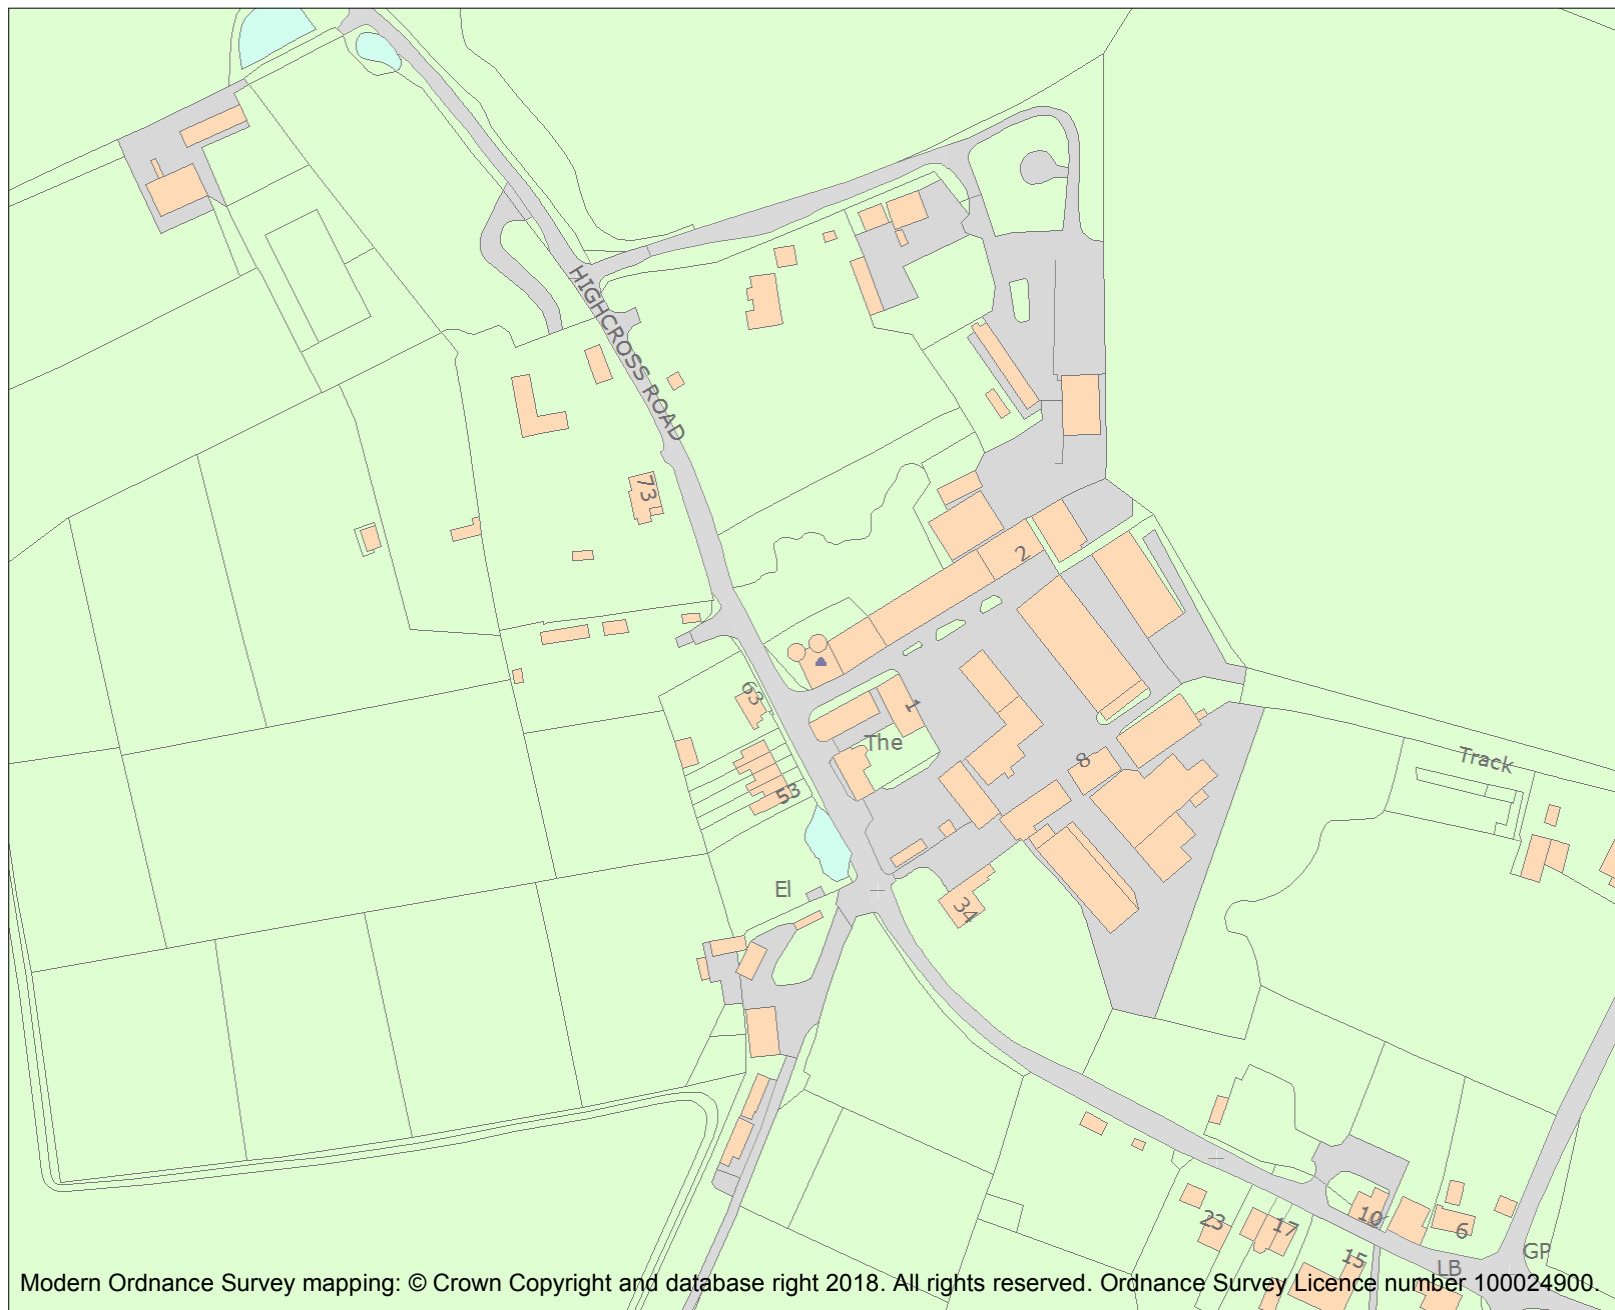 HIGHCROSS ROAD
73
2
63
1
The
Track
8
53
El
34
23
17
10
6
15
GP
LB
Modern Ordnance Survey mapping: © Crown Copyright and database right 2018. All rights reserved. Ordnance Survey Licence number 100024900.